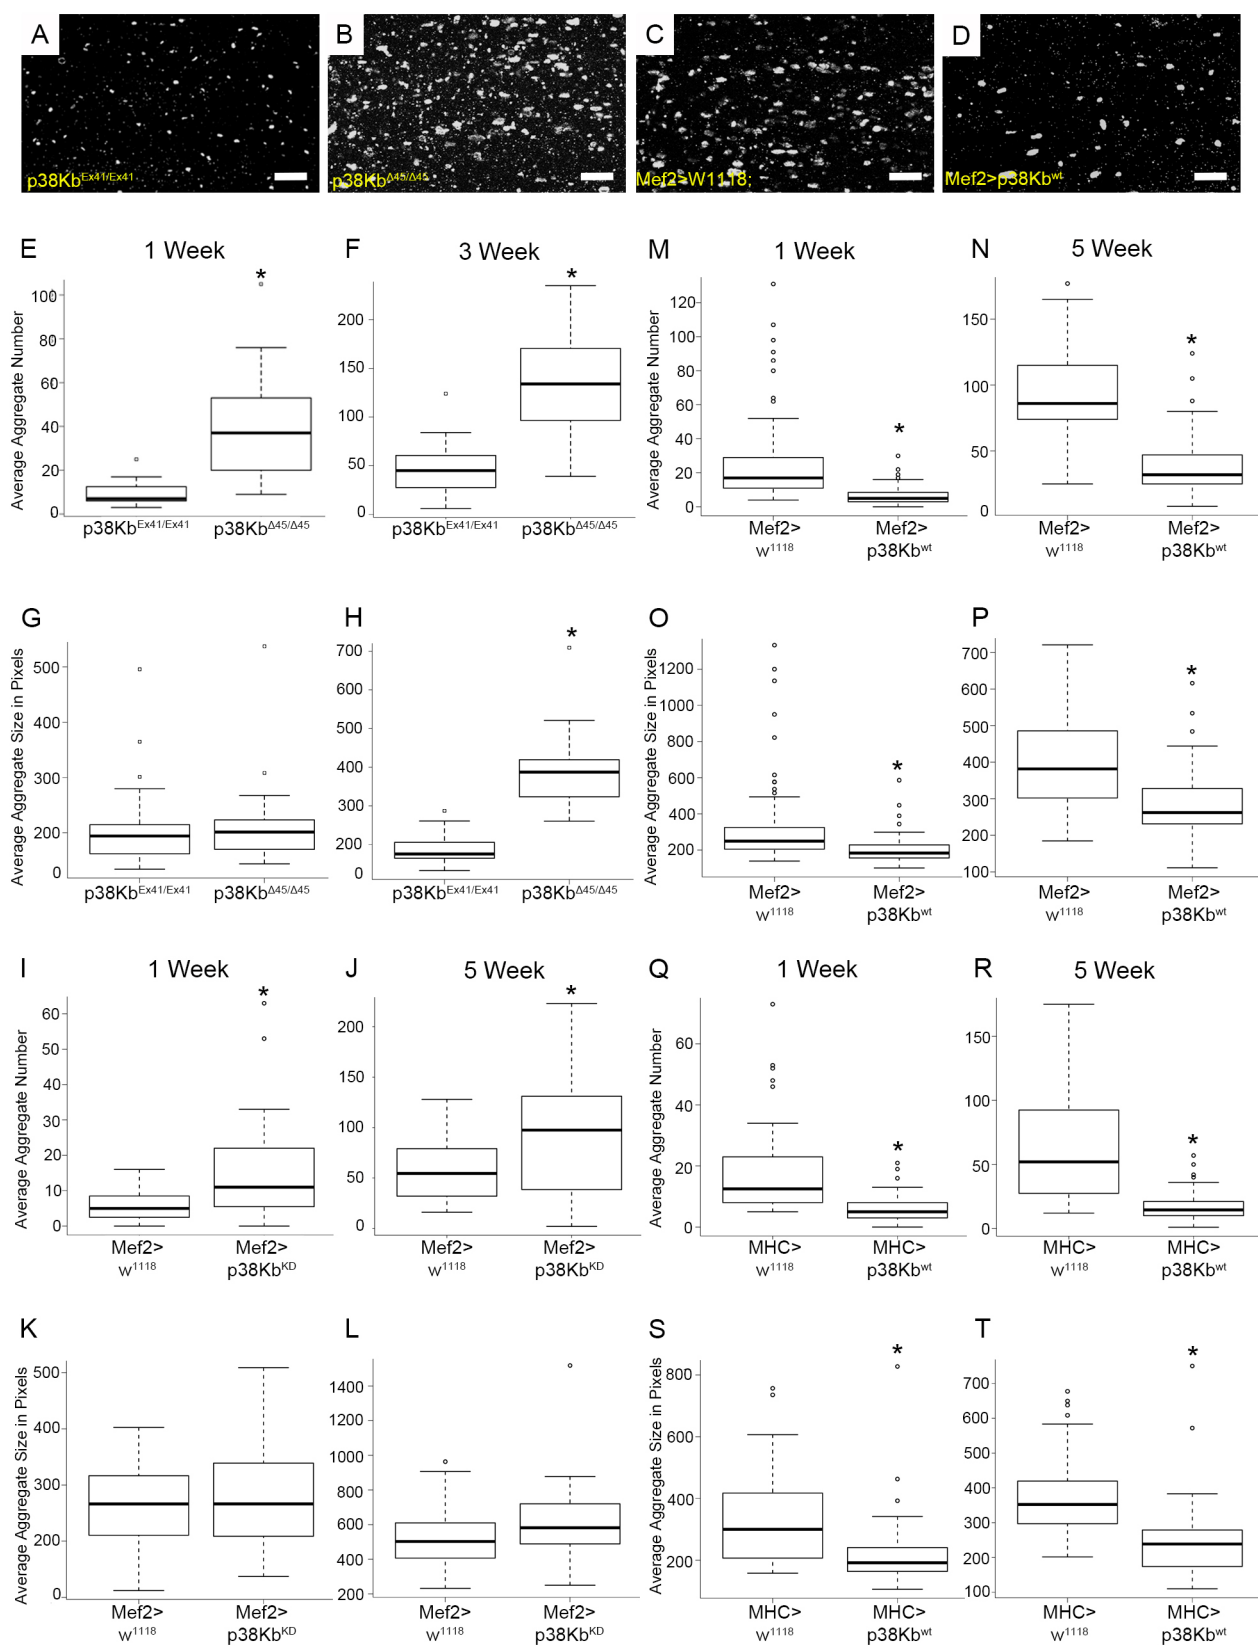 A B C D
p38Kb^Ex41/Ex41 p38Kb^Δ45/Δ45 Mef2>W1118; Mef2>p38Kb^wt
E 1 Week F 3 Week M 1 Week N 5 Week
Average Aggregate Number
100
80
60
40
20
0
*
p38Kb^Ex41/Ex41 p38Kb^Δ45/Δ45
200
150
100
50
0
*
p38Kb^Ex41/Ex41 p38Kb^Δ45/Δ45
Average Aggregate Number
120
100
80
60
40
20
0
*
Mef2> Mef2>
w^1118 p38Kb^wt
150
100
50
0
*
Mef2> Mef2>
w^1118 p38Kb^wt
G H O P
500
400
300
200
0
p38Kb^Ex41/Ex41 p38Kb^Δ45/Δ45
700
600
500
400
300
200
0
*
p38Kb^Ex41/Ex41 p38Kb^Δ45/Δ45
Average Aggregate Size in Pixels
1200
1000
800
600
400
200
*
Mef2> Mef2>
w^1118 p38Kb^wt
700
600
500
400
300
200
100
*
Mef2> Mef2>
w^1118 p38Kb^wt
Average Aggregate Size in Pixels
I 1 Week J 5 Week Q 1 Week R 5 Week
Average Aggregate Number
60
50
40
30
20
10
0
*
Mef2> Mef2>
w^1118 p38Kb^KD
200
150
100
50
0
*
Mef2> Mef2>
w^1118 p38Kb^KD
Average Aggregate Number
60
40
20
0
*
MHC> MHC>
w^1118 p38Kb^wt
150
100
50
0
*
MHC> MHC>
w^1118 p38Kb^wt
K L S T
Average Aggregate Size in Pixels
500
400
300
200
0
Mef2> Mef2>
w^1118 p38Kb^KD
1400
1200
1000
800
600
400
200
Mef2> Mef2>
w^1118 p38Kb^KD
Average Aggregate Size in Pixels
800
600
400
200
*
MHC> MHC>
w^1118 p38Kb^wt
700
600
500
400
300
200
100
*
MHC> MHC>
w^1118 p38Kb^wt